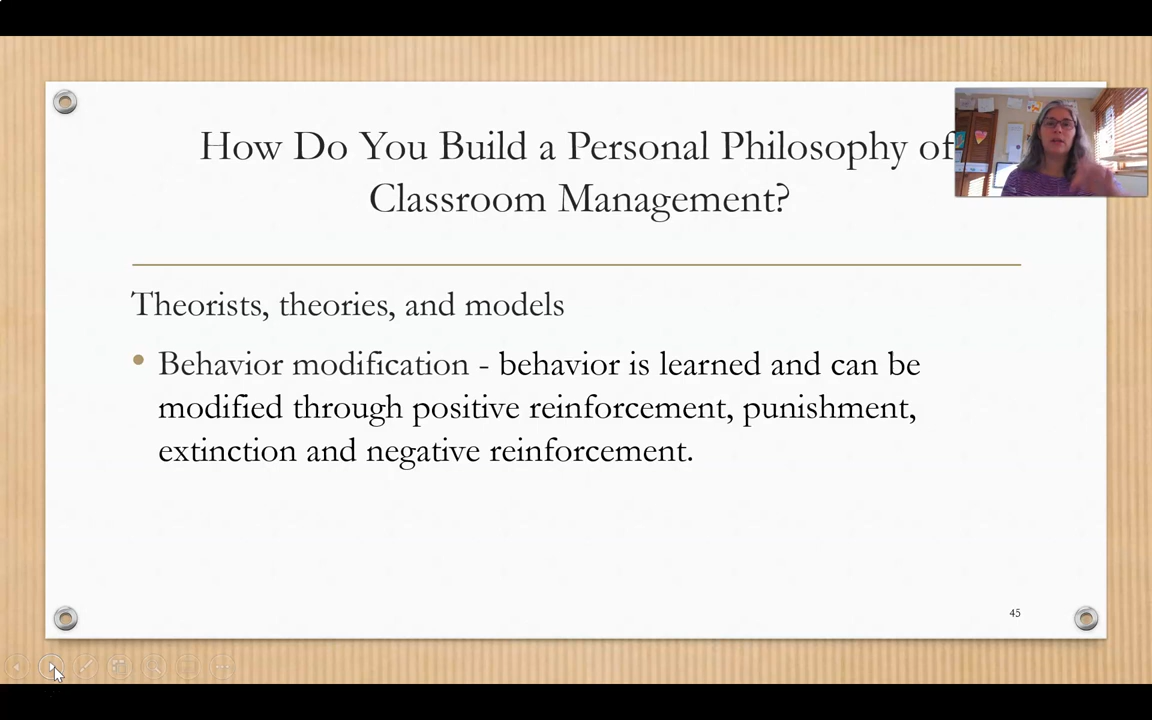 How Do You Build a Personal Philosophy of
Classroom Management?
Theorists, theories, and models
Behavior modification - behavior is learned and can be
modified through positive reinforcement, punishment,
extinction and negative reinforcement.
45